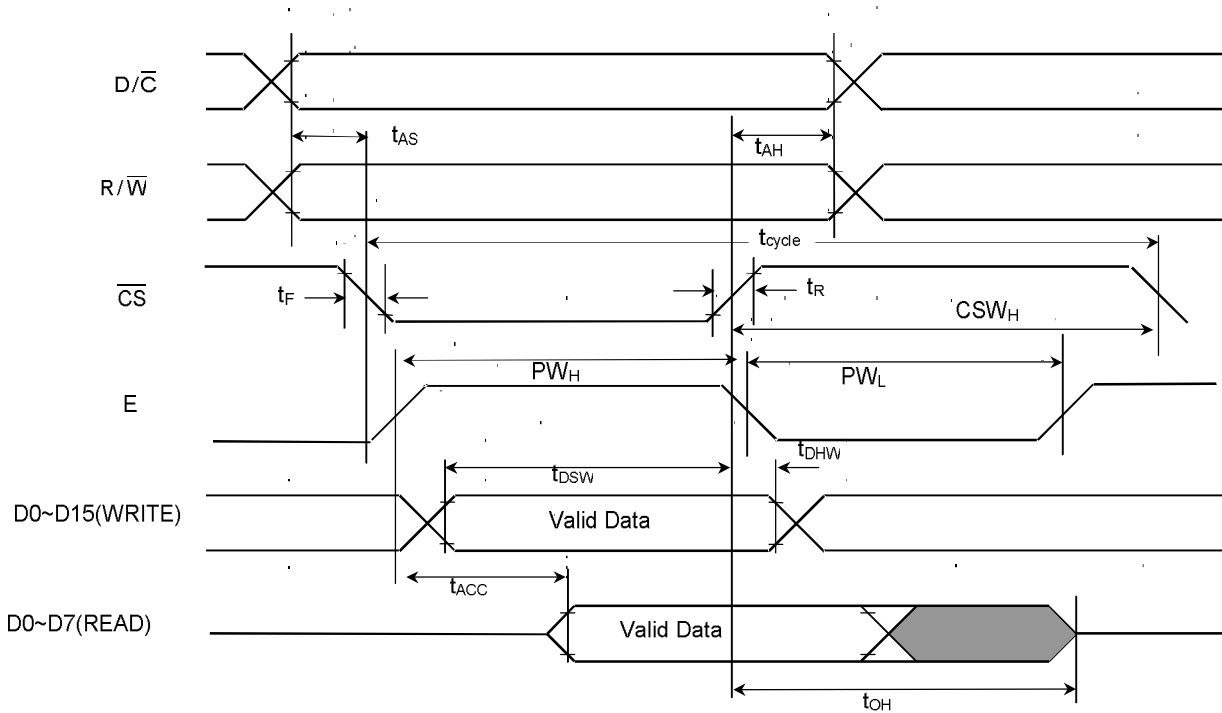 D/C̅
tAS
tAH
R/W̅
tcycle
C̅S̅
tF
tR
CSWH
PWH
PWL
E
tDHW
tDSW
D0~D15(WRITE)
Valid Data
tACC
D0~D7(READ)
Valid Data
tOH